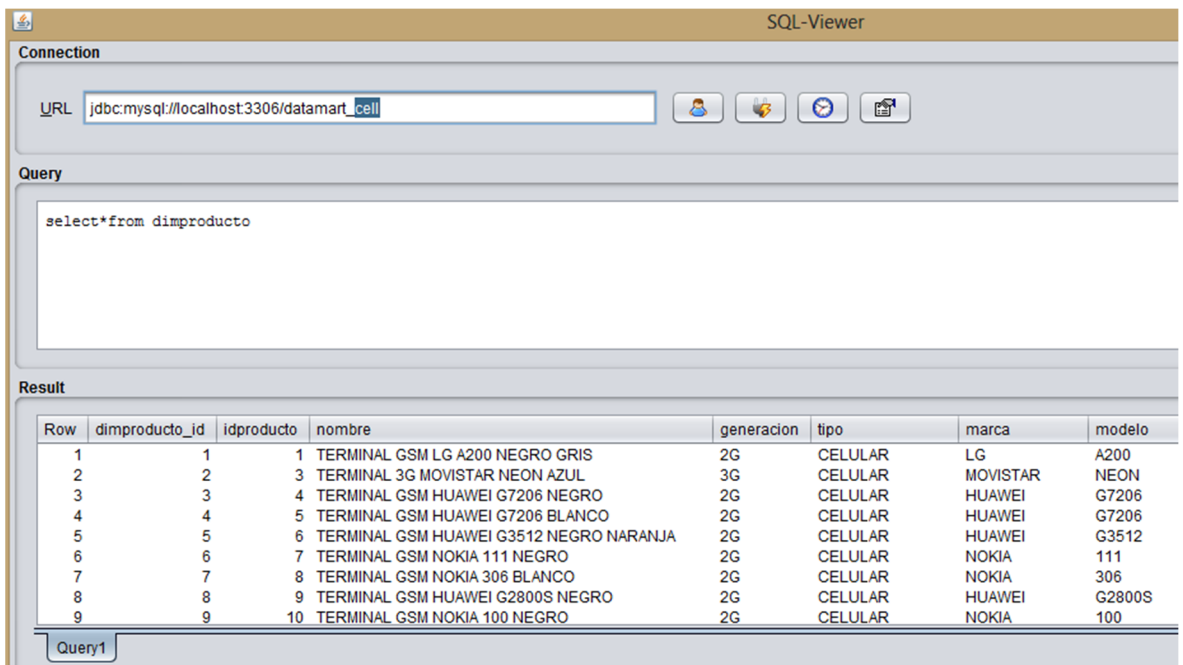 SQL-Viewer
Connection
URL jdbc:mysql://localhost:3306/datamart_cell
Query
select*from dimproducto
Result
Row dimproducto_id idproducto nombre generacion tipo marca modelo
1 1 1 TERMINAL GSM LG A200 NEGRO GRIS 2G CELULAR LG A200
2 2 3 TERMINAL 3G MOVISTAR NEON AZUL 3G CELULAR MOVISTAR NEON
3 3 4 TERMINAL GSM HUAWEI G7206 NEGRO 2G CELULAR HUAWEI G7206
4 4 5 TERMINAL GSM HUAWEI G7206 BLANCO 2G CELULAR HUAWEI G7206
5 5 6 TERMINAL GSM HUAWEI G3512 NEGRO NARANJA 2G CELULAR HUAWEI G3512
6 6 7 TERMINAL GSM NOKIA 111 NEGRO 2G CELULAR NOKIA 111
7 7 8 TERMINAL GSM NOKIA 306 BLANCO 2G CELULAR NOKIA 306
8 8 9 TERMINAL GSM HUAWEI G2800S NEGRO 2G CELULAR HUAWEI G2800S
9 9 10 TERMINAL GSM NOKIA 100 NEGRO 2G CELULAR NOKIA 100
Query1